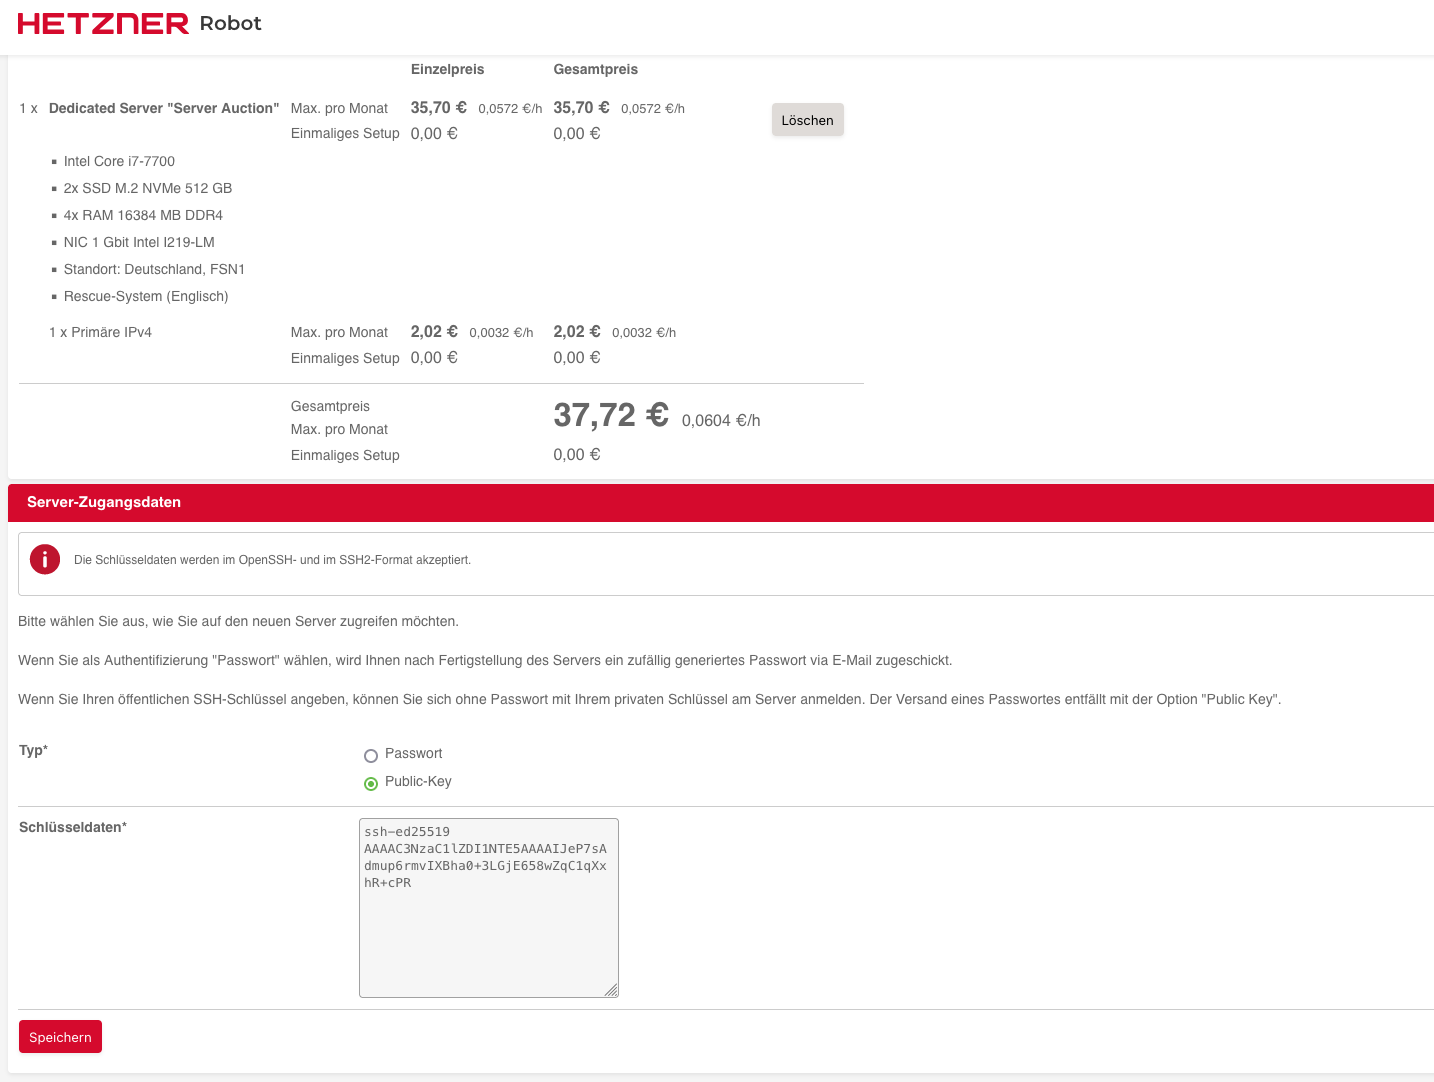 HETZNER Robot
Einzelpreis Gesamtpreis
1 x Dedicated Server "Server Auction" Max. pro Monat 35,70 € 0,0572 €/h 35,70 € 0,0572 €/h
Löschen
Einmaliges Setup 0,00 € 0,00 €
Intel Core i7-7700
2x SSD M.2 NVMe 512 GB
4x RAM 16384 MB DDR4
NIC 1 Gbit Intel I219-LM
Standort: Deutschland, FSN1
Rescue-System (Englisch)
1 x Primäre IPv4 Max. pro Monat 2,02 € 0,0032 €/h 2,02 € 0,0032 €/h
Einmaliges Setup 0,00 € 0,00 €
Gesamtpreis
Max. pro Monat
37,72 € 0,0604 €/h
Einmaliges Setup 0,00 €
Server-Zugangsdaten
Die Schlüsseldaten werden im OpenSSH- und im SSH2-Format akzeptiert.
Bitte wählen Sie aus, wie Sie auf den neuen Server zugreifen möchten.
Wenn Sie als Authentifizierung "Passwort" wählen, wird Ihnen nach Fertigstellung des Servers ein zufällig generiertes Passwort via E-Mail zugeschickt.
Wenn Sie Ihren öffentlichen SSH-Schlüssel angeben, können Sie sich ohne Passwort mit Ihrem privaten Schlüssel am Server anmelden. Der Versand eines Passwortes entfällt mit der Option "Public Key".
Typ*
Passwort
Public-Key
Schlüsseldaten*
ssh-ed25519
AAAAC3NzaC1lZDI1NTE5AAAAIJeP7sA
dmup6rmvIXBha0+3LGjE658wZqC1qXx
hR+cPR
Speichern